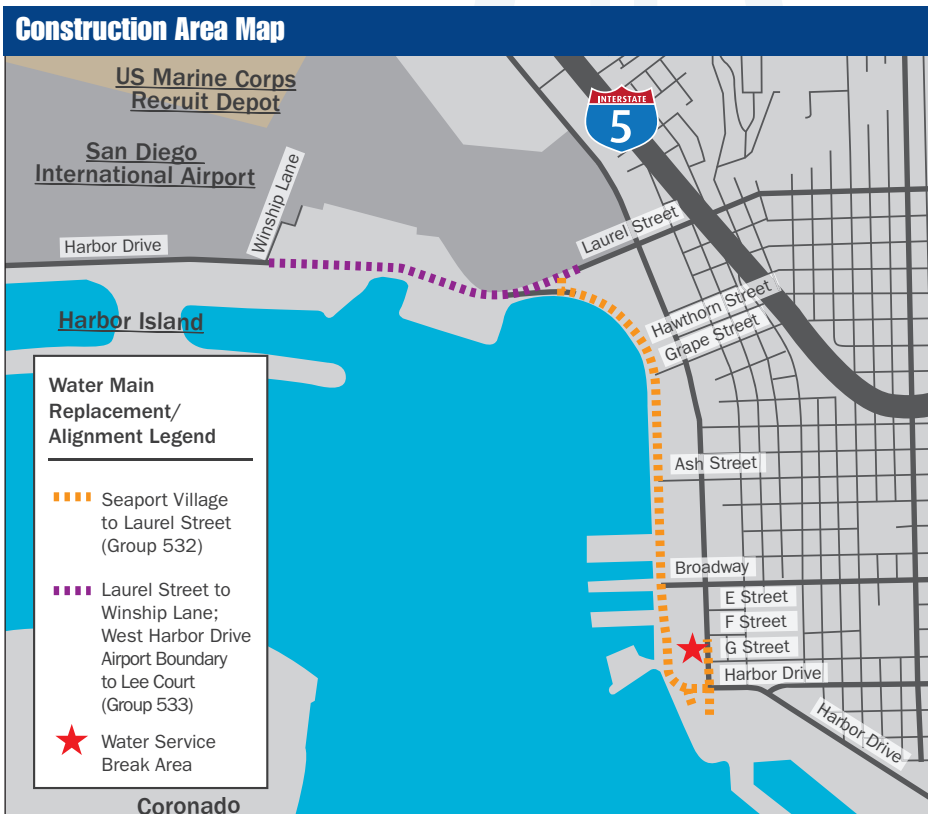 Construction Area Map
US Marine Corps
Recruit Depot
INTERSTATE
5
San Diego
International Airport
Winship Lane
Laurel Street
Harbor Drive
Hawthorn Street
Harbor Island
Grape Street
Water Main
Replacement/
Alignment Legend
Seaport Village
to Laurel Street
(Group 532)
Laurel Street to
Winship Lane;
West Harbor Drive
Airport Boundary
to Lee Court
(Group 533)
Water Service
Break Area
Ash Street
Broadway
E Street
F Street
G Street
Harbor Drive
Harbor Drive
Coronado